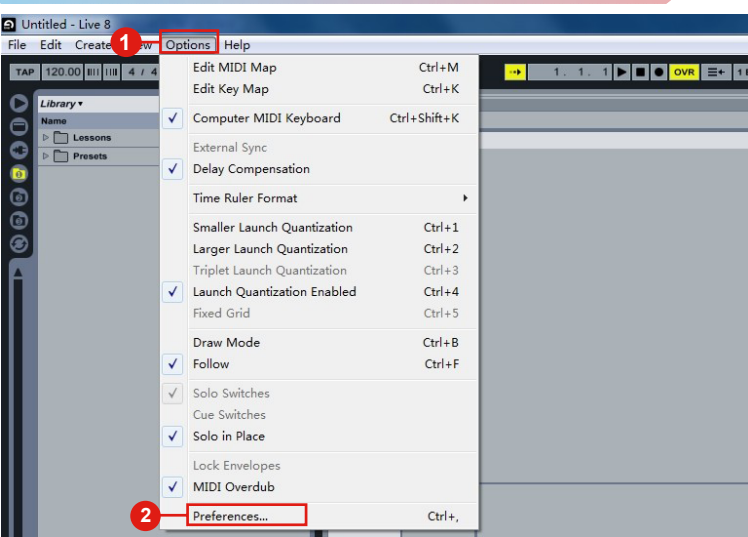 Untitled - Live 8
File Edit Create View Options Help
1
TAP 120.00 4 / 4 1. 1. 1 OVR
Library
Name
Lessons
Presets
Edit MIDI Map Ctrl+M
Edit Key Map Ctrl+K
Computer MIDI Keyboard Ctrl+Shift+K
External Sync
Delay Compensation
Time Ruler Format
Smaller Launch Quantization Ctrl+1
Larger Launch Quantization Ctrl+2
Triplet Launch Quantization Ctrl+3
Launch Quantization Enabled Ctrl+4
Fixed Grid Ctrl+5
Draw Mode Ctrl+B
Follow Ctrl+F
Solo Switches
Cue Switches
Solo in Place
Lock Envelopes
MIDI Overdub
2
Preferences... Ctrl+,